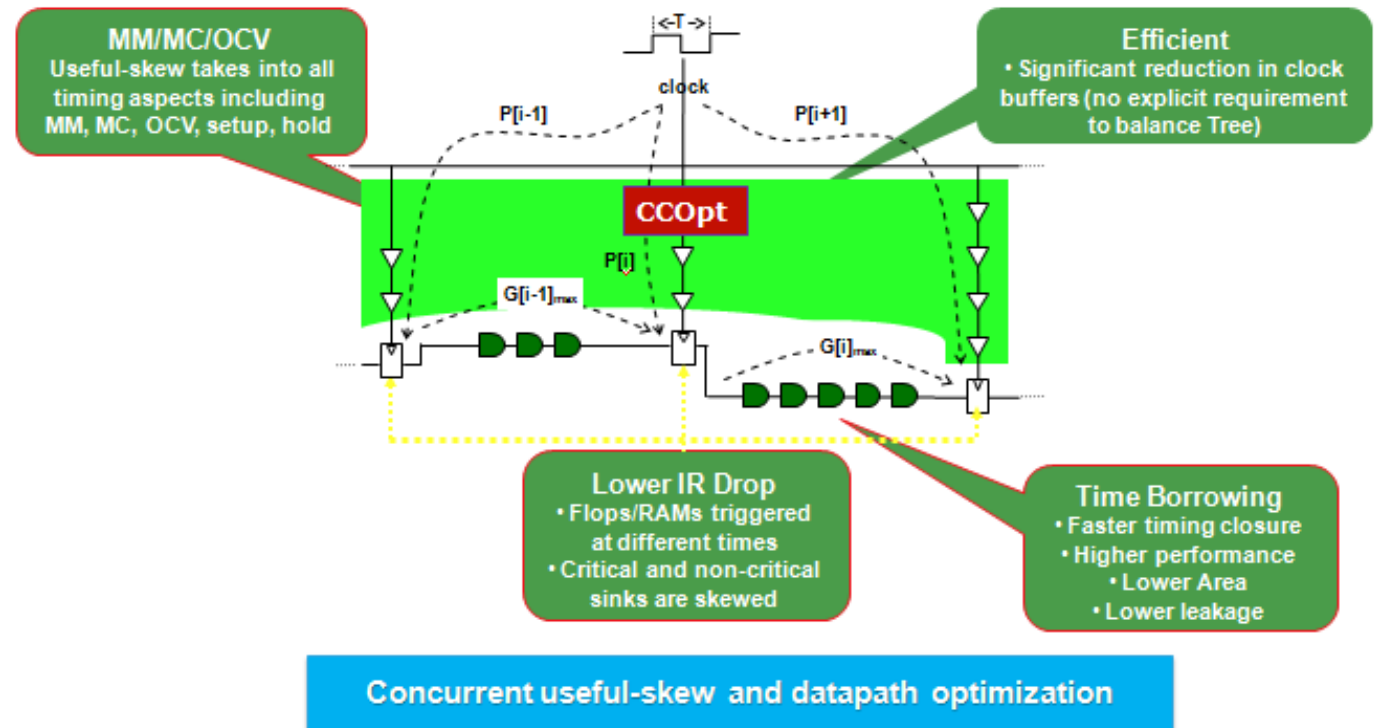 MM/MC/OCV
Useful-skew takes into all
timing aspects including
MM, MC, OCV, setup, hold
←T→
clock
P[i-1]
P[i+1]
Efficient
• Significant reduction in clock
buffers (no explicit requirement
to balance Tree)
CCOpt
P[i]
G[i-1]max
G[i]max
Lower IR Drop
• Flops/RAMs triggered
at different times
• Critical and non-critical
sinks are skewed
Time Borrowing
• Faster timing closure
• Higher performance
• Lower Area
• Lower leakage
Concurrent useful-skew and datapath optimization